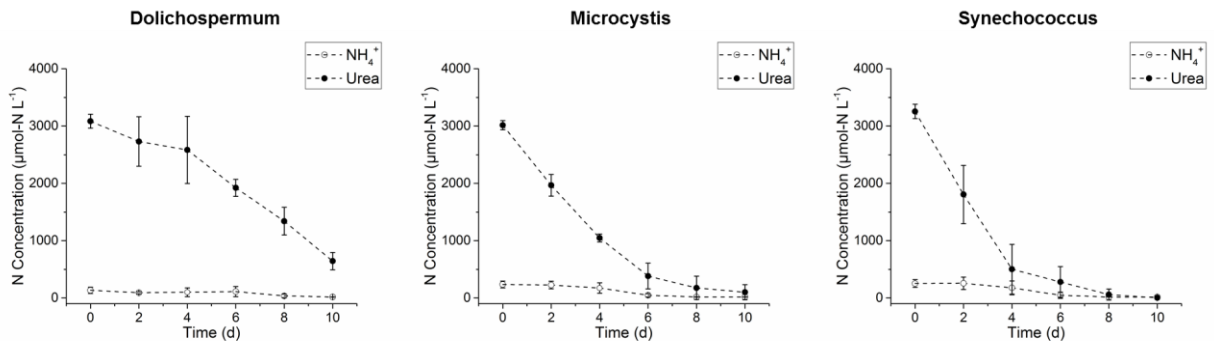 Dolichospermum
NH₄⁺
Urea
4000
3000
2000
1000
0
N Concentration (μmol-N L⁻¹)
0 2 4 6 8 10
Time (d)
Microcystis
NH₄⁺
Urea
4000
3000
2000
1000
0
N Concentration (μmol-N L⁻¹)
0 2 4 6 8 10
Time (d)
Synechococcus
NH₄⁺
Urea
4000
3000
2000
1000
0
N Concentration (μmol-N L⁻¹)
0 2 4 6 8 10
Time (d)